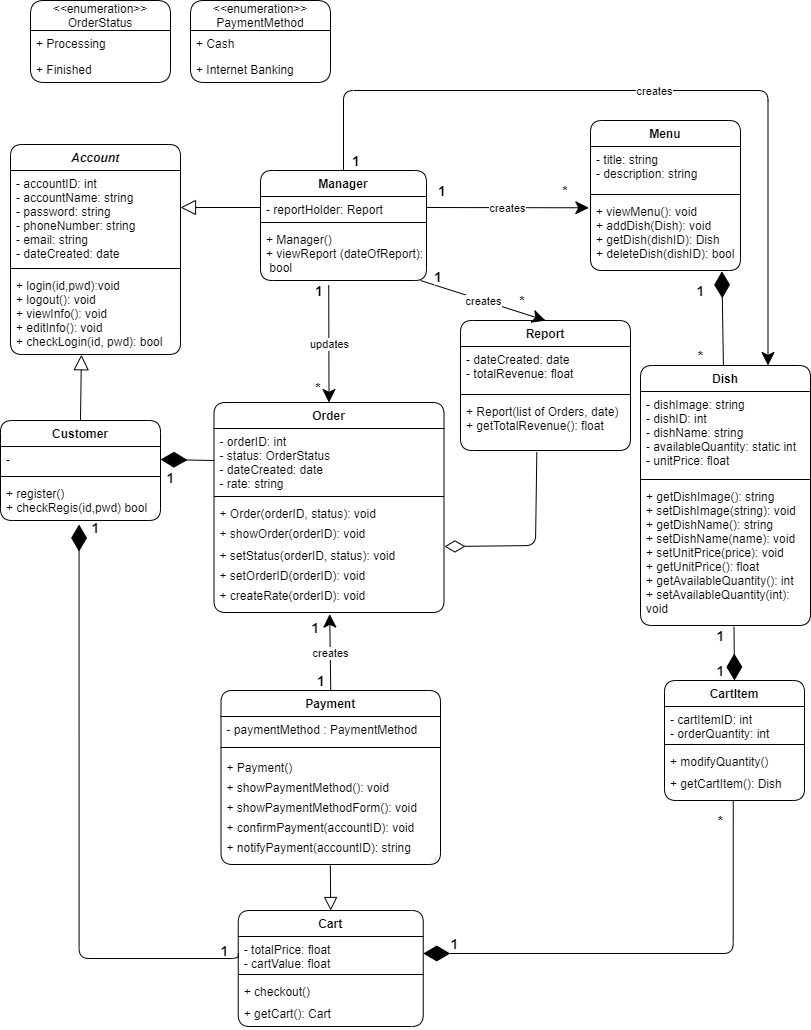 <<enumeration>>
OrderStatus
+ Processing
+ Finished
<<enumeration>>
PaymentMethod
+ Cash
+ Internet Banking
creates
Account
- accountID: int
- accountName: string
- password: string
- phoneNumber: string
- email: string
- dateCreated: date
+ login(id,pwd):void
+ logout(): void
+ viewInfo(): void
+ editInfo(): void
+ checkLogin(id, pwd): bool
1
Manager
- reportHolder: Report
+ Manager()
+ viewReport (dateOfReport):
bool
1
creates
*
Menu
- title: string
- description: string
+ viewMenu(): void
+ addDish(Dish): void
+ getDish(dishID): Dish
+ deleteDish(dishID): bool
1
*
1
updates
*
1
creates
*
Report
- dateCreated: date
- totalRevenue: float
+ Report(list of Orders, date)
+ getTotalRevenue(): float
Dish
- dishImage: string
- dishID: int
- dishName: string
- availableQuantity: static int
- unitPrice: float
+ getDishImage(): string
+ setDishImage(string): void
+ getDishName(): string
+ setDishName(name): void
+ setUnitPrice(price): void
+ getUnitPrice(): float
+ getAvailableQuantity(): int
+ setAvailableQuantity(int):
void
Customer
-
+ register()
+ checkRegis(id,pwd) bool
1
1
Order
- orderID: int
- status: OrderStatus
- dateCreated: date
- rate: string
+ Order(orderID, status): void
+ showOrder(orderID): void
+ setStatus(orderID, status): void
+ setOrderID(orderID): void
+ createRate(orderID): void
1
creates
1
1
1
Payment
- paymentMethod : PaymentMethod
+ Payment()
+ showPaymentMethod(): void
+ showPaymentMethodForm(): void
+ confirmPayment(accountID): void
+ notifyPayment(accountID): string
CartItem
- cartItemID: int
- orderQuantity: int
+ modifyQuantity()
+ getCartItem(): Dish
*
1
Cart
- totalPrice: float
- cartValue: float
+ checkout()
+ getCart(): Cart
1